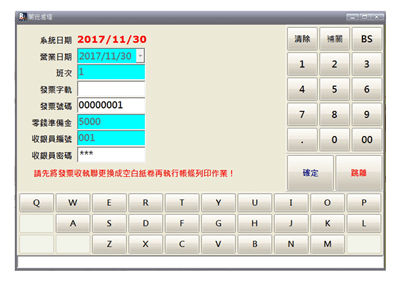 開班處理
系統日期 2017/11/30
營業日期 2017/11/30
班次 1
發票字軌
發票號碼 00000001
零錢準備金 5000
收銀員編號 001
收銀員密碼 ***
請先將發票收執聯更換成空白紙卷再執行帳條列印作業！
清除 補關 BS
1 2 3
4 5 6
7 8 9
. 0 00
確定 跳離
Q W E R T Y U I O P
A S D F G H J K L
Z X C V B N M